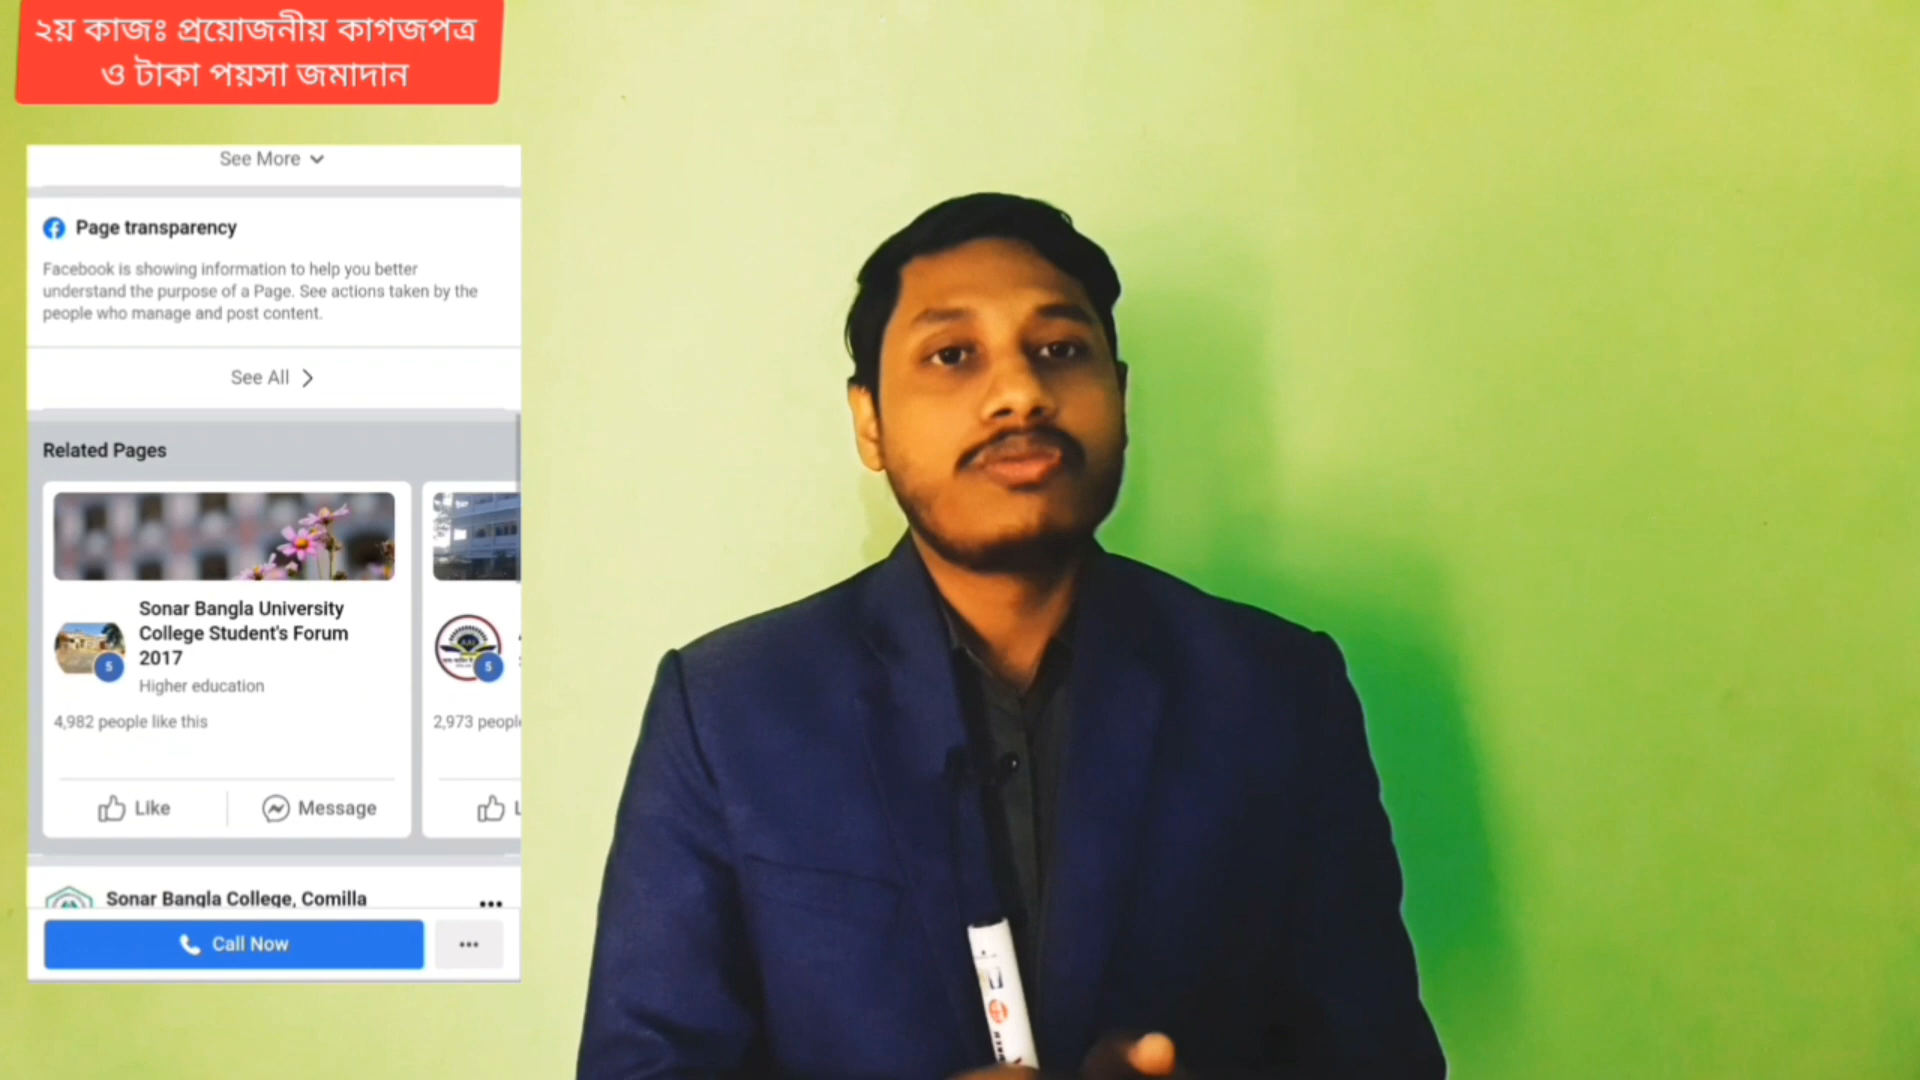 ২য় কাজঃ প্রয়োজনীয় কাগজপত্র
ও টাকা পয়সা জমাদান
See More
Page transparency
Facebook is showing information to help you better
understand the purpose of a Page. See actions taken by the
people who manage and post content.
See All
Related Pages
Sonar Bangla University
College Student's Forum
2017
5
Higher education
4,982 people like this
Like
Message
5
2,973
Sonar Bangla College, Comilla
Call Now